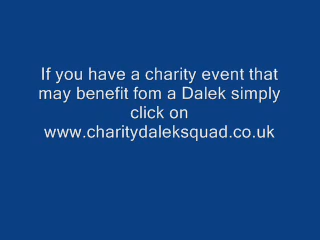 If you have a charity event that
may benefit fom a Dalek simply
click on
www.charitydaleksquad.co.uk